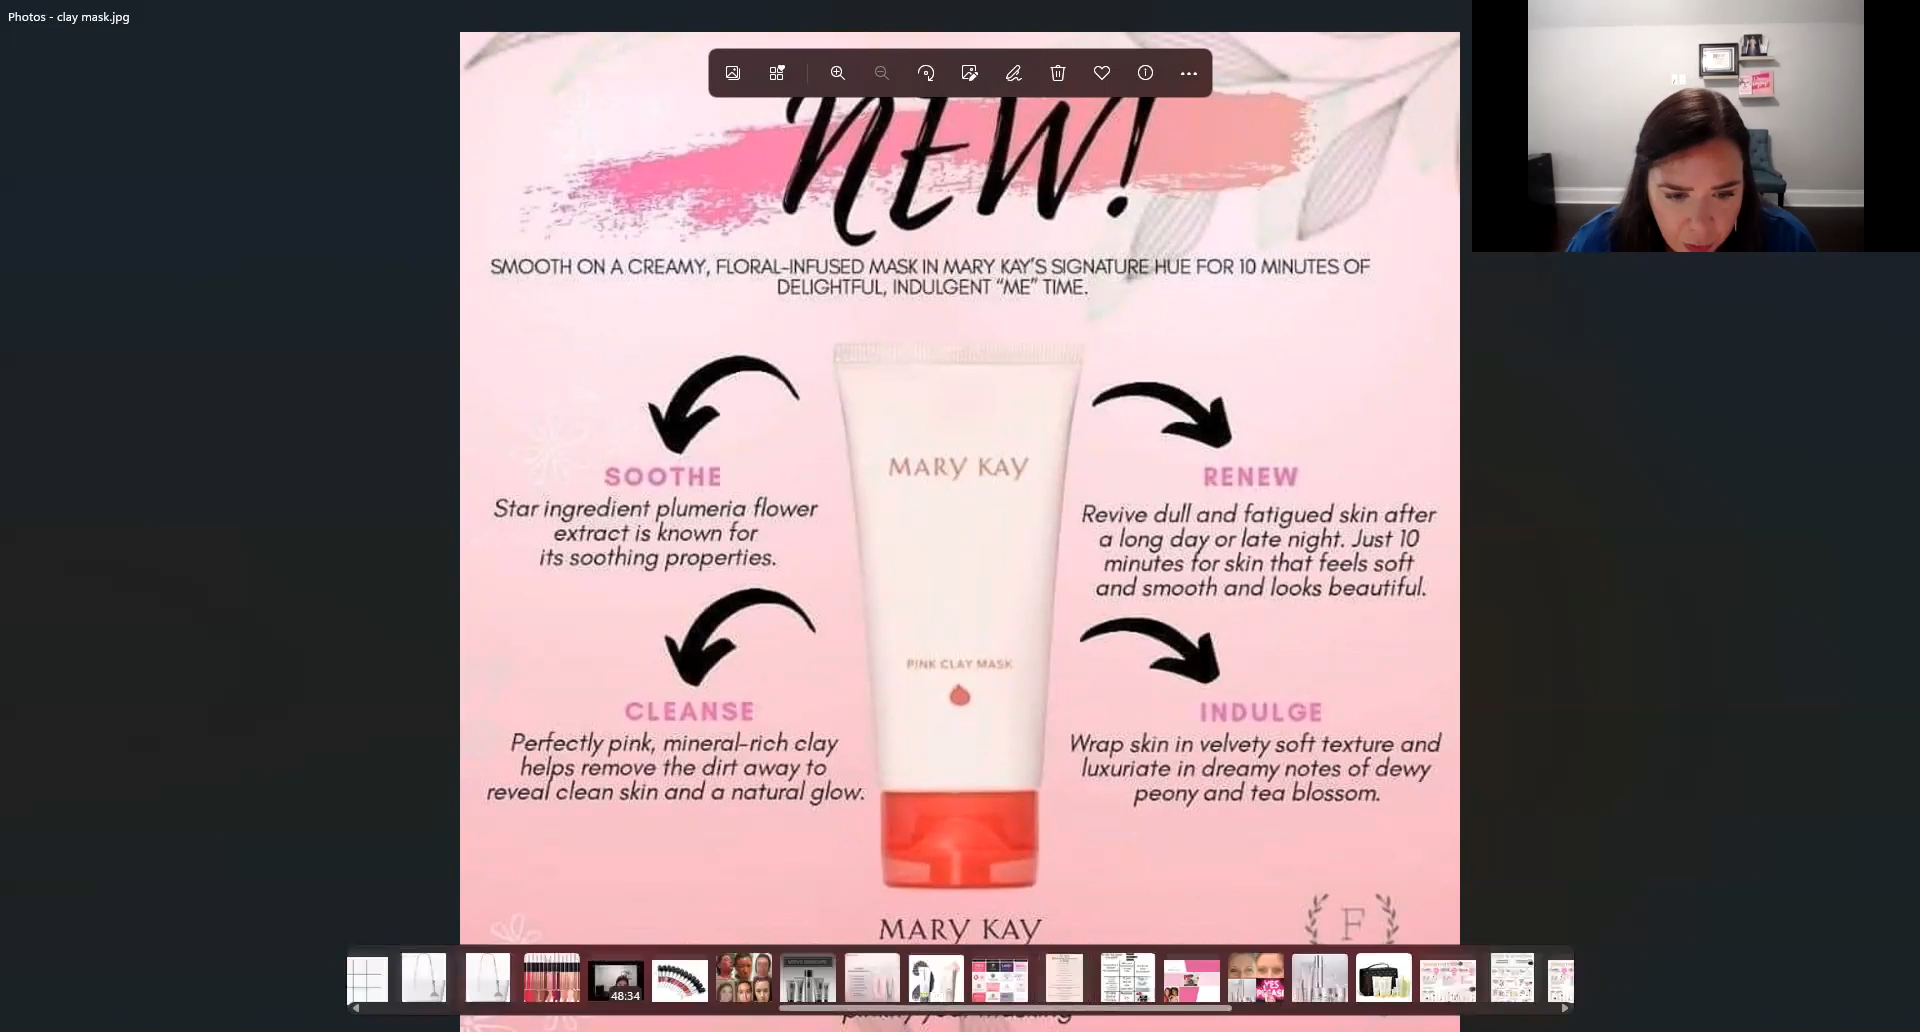 Photos - clay mask.jpg
NEW!
SMOOTH ON A CREAMY, FLORAL-INFUSED MASK IN MARY KAY'S SIGNATURE HUE FOR 10 MINUTES OF
DELIGHTFUL, INDULGENT “ME” TIME.
SOOTHE
Star ingredient plumeria flower
extract is known for
its soothing properties.
RENEW
Revive dull and fatigued skin after
a long day or late night. Just 10
minutes for skin that feels soft
and smooth and looks beautiful.
MARY KAY
PINK CLAY MASK
CLEANSE
Perfectly pink, mineral-rich clay
helps remove the dirt away to
reveal clean skin and a natural glow.
INDULGE
Wrap skin in velvety soft texture and
luxuriate in dreamy notes of dewy
peony and tea blossom.
MARY KAY
F
48:34
YES PLEASE